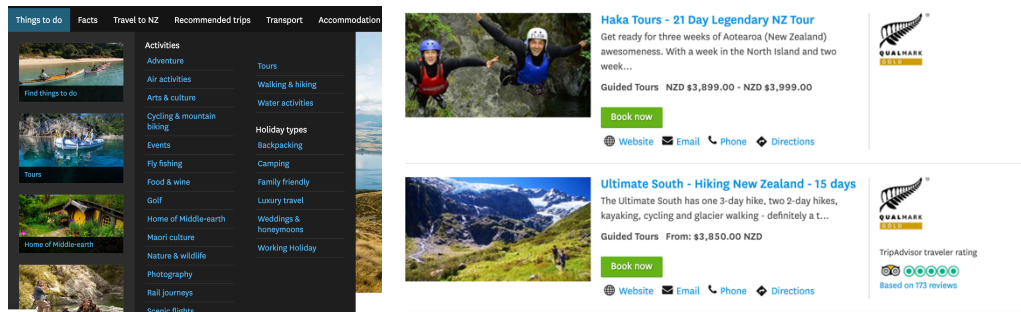 Things to do
Facts
Travel to NZ
Recommended trips
Transport
Accommodation
Find things to do
Tours
Home of Middle-earth
Activities
Adventure
Air activities
Arts & culture
Cycling & mountain
biking
Events
Fly fishing
Food & wine
Golf
Home of Middle-earth
Maori culture
Nature & wildlife
Photography
Rail journeys
Scenic flights
Tours
Walking & hiking
Water activities
Holiday types
Backpacking
Camping
Family friendly
Luxury travel
Weddings &
honeymoons
Working Holiday
Haka Tours - 21 Day Legendary NZ Tour
Get ready for three weeks of Aotearoa (New Zealand)
awesomeness. With a week in the North Island and two
week...
Guided Tours NZD $3,899.00 - NZD $3,999.00
Book now
Website Email Phone Directions
QUALMARK
GOLD
Ultimate South - Hiking New Zealand - 15 days
The Ultimate South has one 3-day hike, two 2-day hikes,
kayaking, cycling and glacier walking - definitely a t...
Guided Tours From: $3,850.00 NZD
Book now
Website Email Phone Directions
QUALMARK
GOLD
TripAdvisor traveler rating
Based on 173 reviews